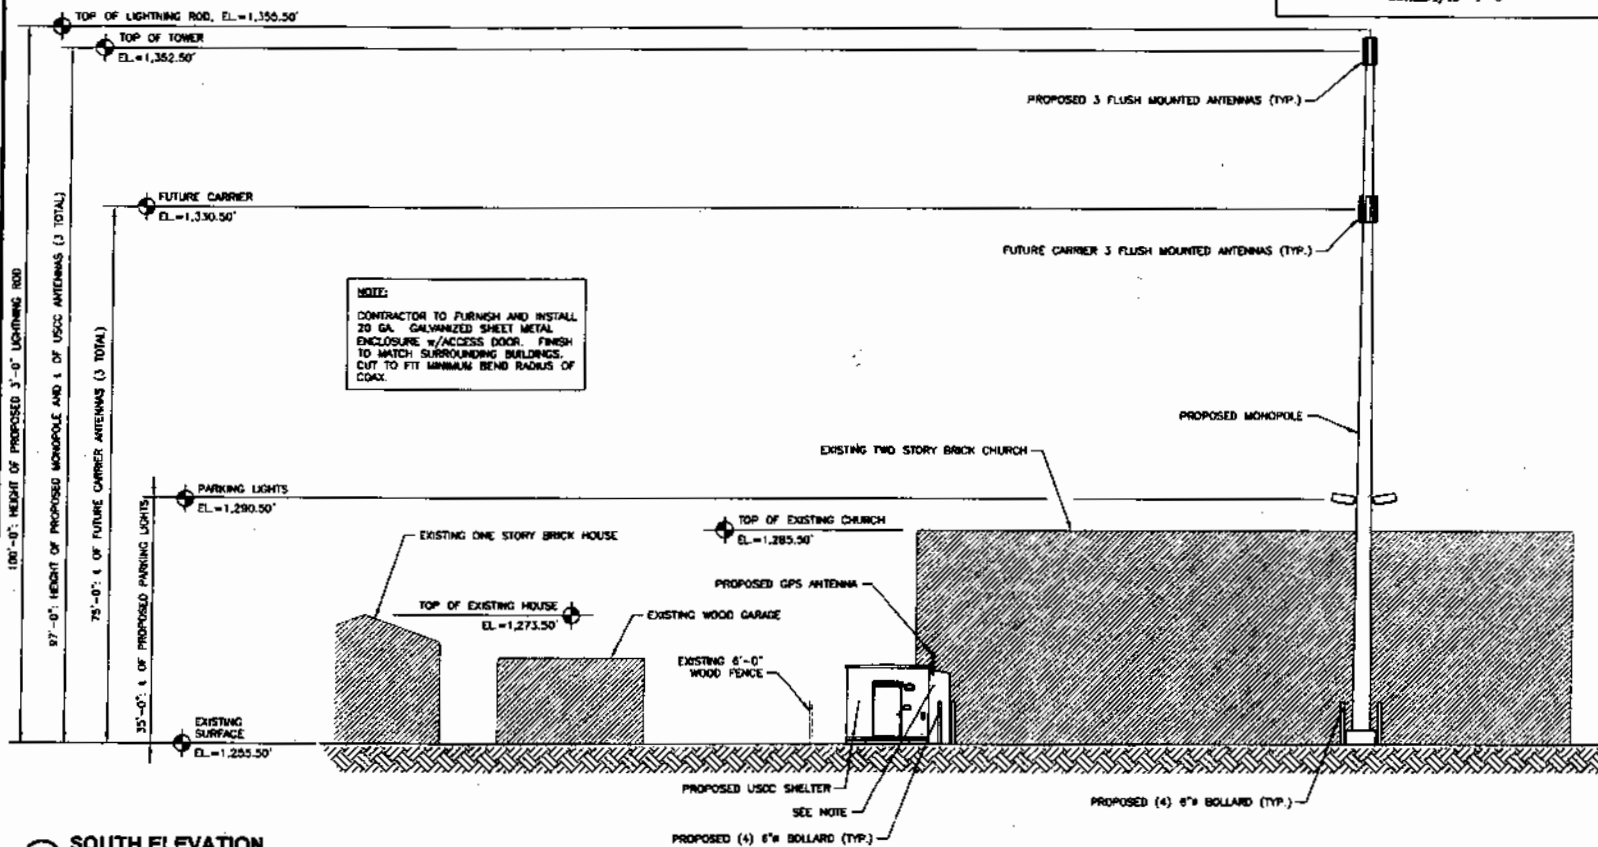 TOP OF LIGHTNING ROD, EL.=1,355.50'
TOP OF TOWER
EL.=1,352.50'
PROPOSED 3 FLUSH MOUNTED ANTENNAS (TYP.)
FUTURE CARRIER
EL.=1,330.50'
FUTURE CARRIER 3 FLUSH MOUNTED ANTENNAS (TYP.)
100'-0": HEIGHT OF PROPOSED 3'-0" LIGHTNING ROD
97'-0": HEIGHT OF PROPOSED MONOPOLE AND ℄ OF USCC ANTENNAS (3 TOTAL)
75'-0": ℄ OF FUTURE CARRIER ANTENNAS (3 TOTAL)
35'-0": ℄ OF PROPOSED PARKING LIGHTS
NOTE:
CONTRACTOR TO FURNISH AND INSTALL
20 GA. GALVANIZED SHEET METAL
ENCLOSURE w/ACCESS DOOR. FINISH
TO MATCH SURROUNDING BUILDINGS.
CUT TO FIT MINIMUM BEND RADIUS OF
COAX.
PROPOSED MONOPOLE
EXISTING TWO STORY BRICK CHURCH
PARKING LIGHTS
EL.=1,290.50'
TOP OF EXISTING CHURCH
EL.=1,285.50'
EXISTING ONE STORY BRICK HOUSE
PROPOSED GPS ANTENNA
TOP OF EXISTING HOUSE
EL.=1,273.50'
EXISTING WOOD GARAGE
EXISTING 6'-0"
WOOD FENCE
EXISTING
SURFACE
EL.=1,255.50'
PROPOSED USCC SHELTER
SEE NOTE
PROPOSED (4) 6"ø BOLLARD (TYP.)
PROPOSED (4) 6"ø BOLLARD (TYP.)
SOUTH ELEVATION